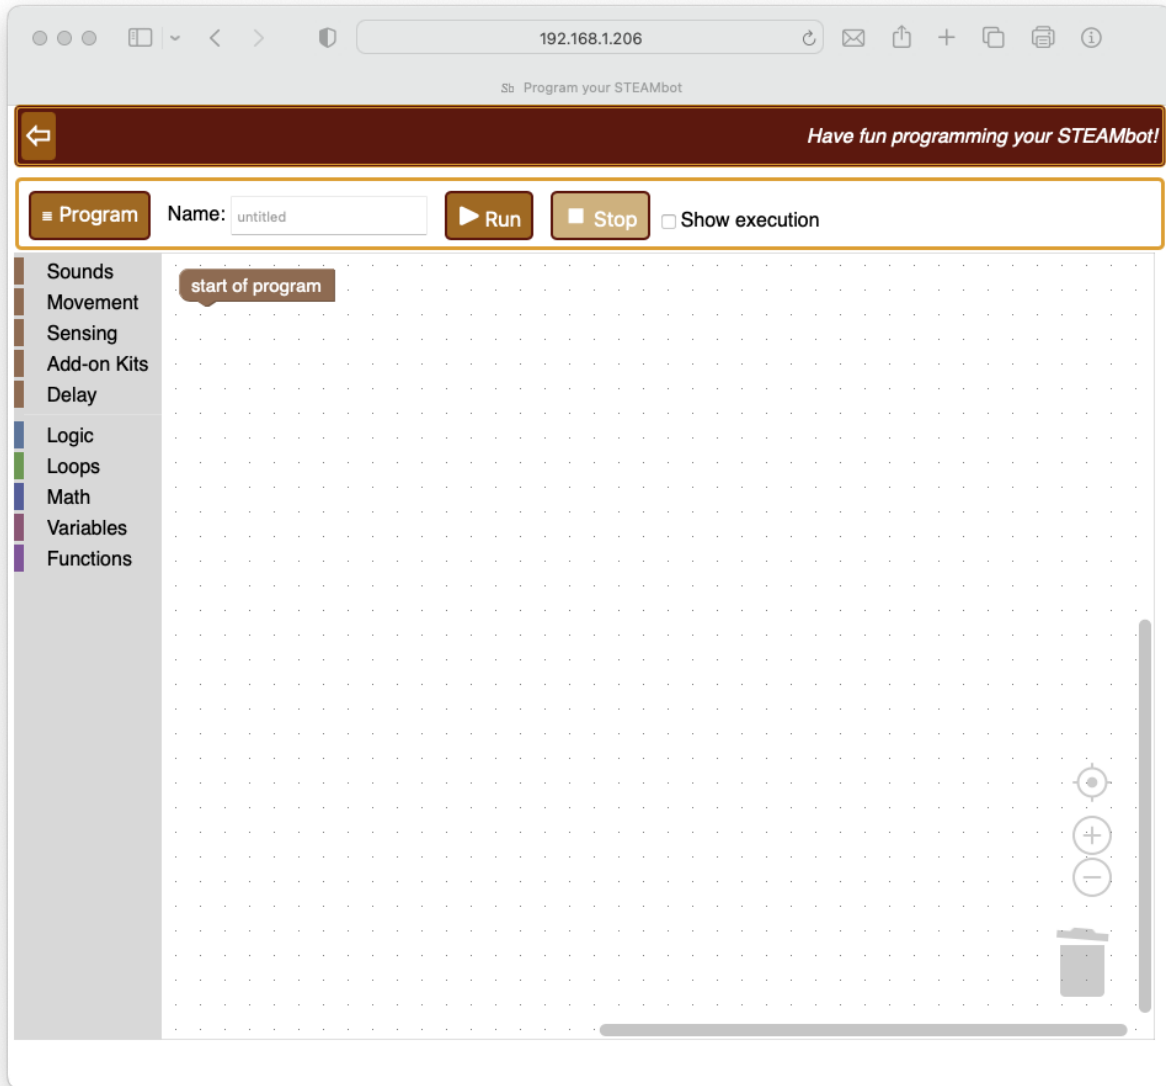 192.168.1.206
Sb Program your STEAMbot
Have fun programming your STEAMbot!
≡ Program Name: untitled Run Stop Show execution
Sounds
start of program
Movement
Sensing
Add-on Kits
Delay
Logic
Loops
Math
Variables
Functions